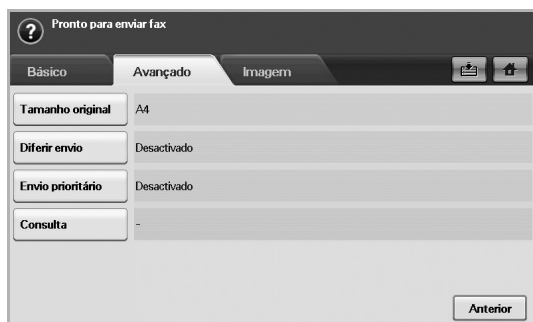 ? Pronto para enviar fax
Básico Avançado Imagem
Tamanho original A4
Diferir envio Desactivado
Envio prioritário Desactivado
Consulta -
Anterior